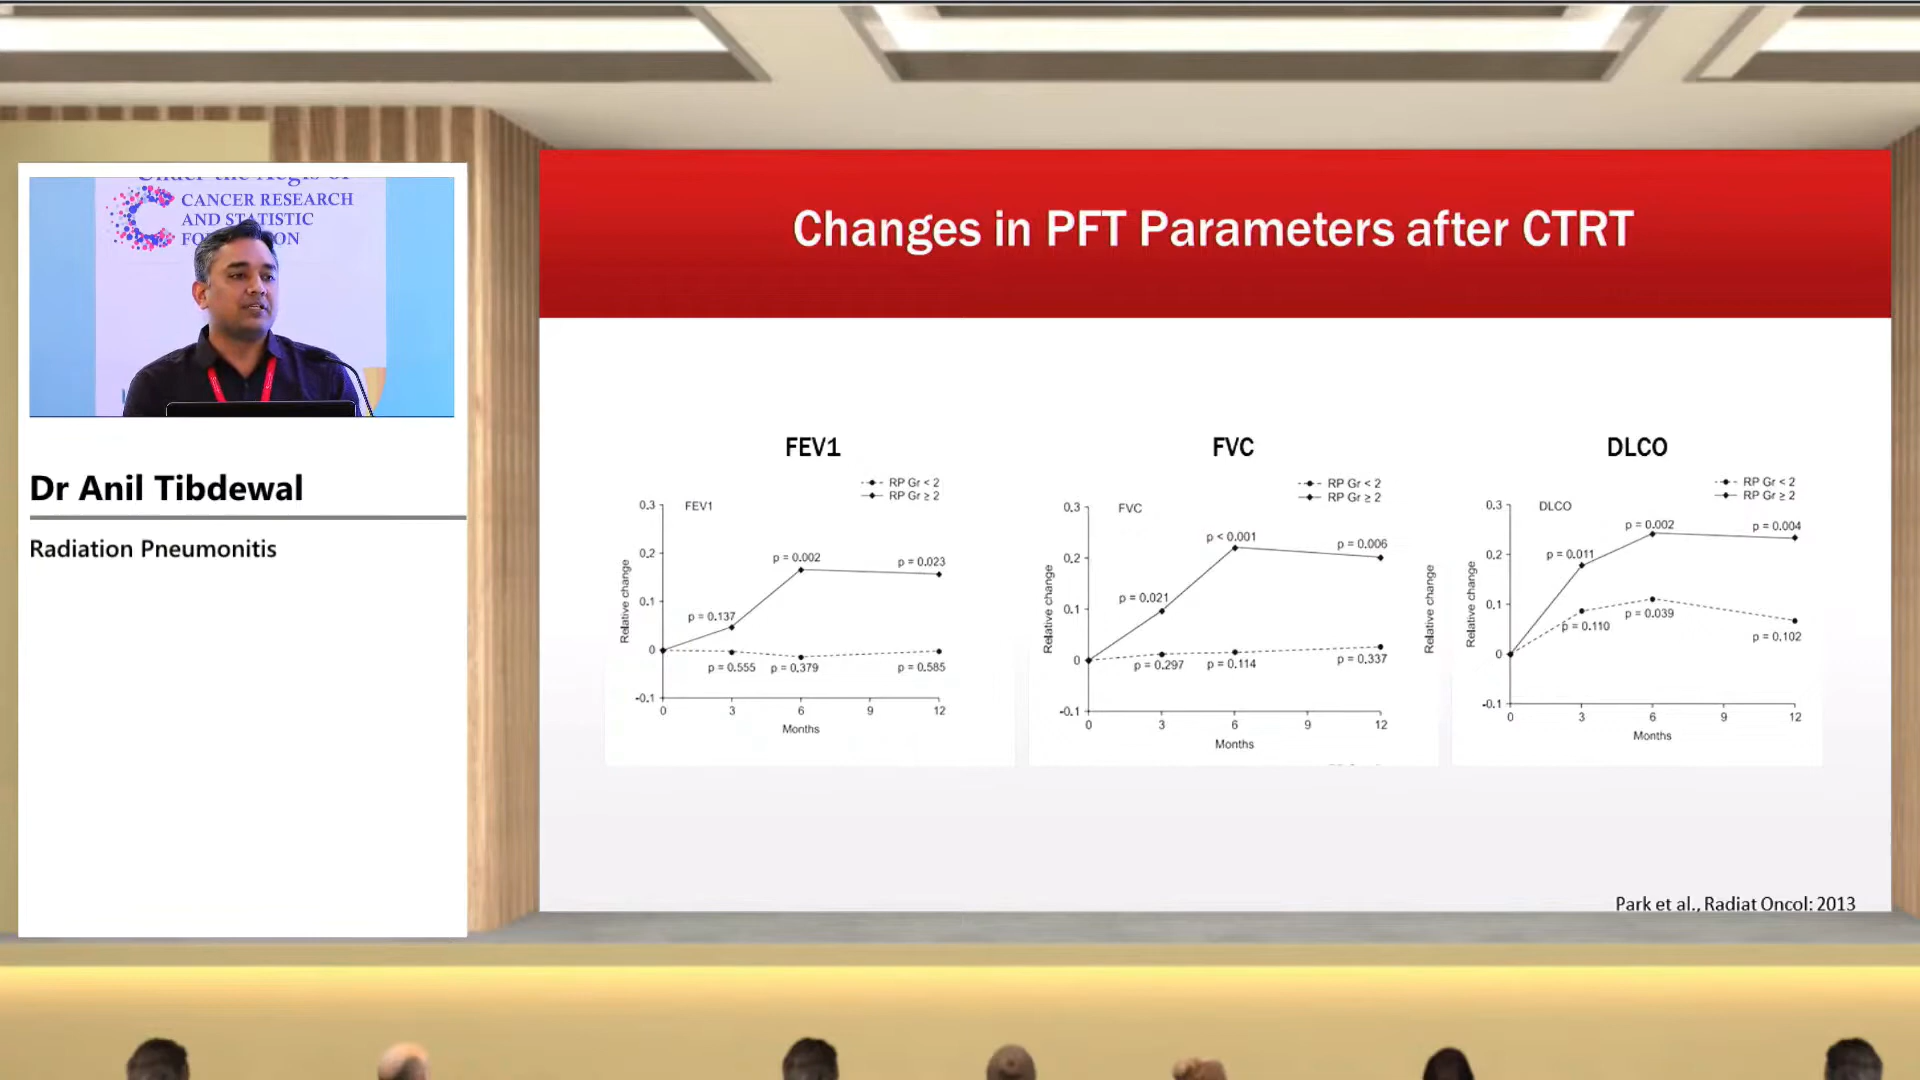 Under the Aegis of
CANCER RESEARCH
AND STATISTIC
Dr Anil Tibdewal
Radiation Pneumonitis
Changes in PFT Parameters after CTRT
FEV1
RP Gr < 2
RP Gr ≥ 2
FEV1
0.3
0.2
0.1
0
-0.1
Relative change
p = 0.137
p = 0.002
p = 0.023
p = 0.555
p = 0.379
p = 0.585
0 3 6 9 12
Months
FVC
RP Gr < 2
RP Gr ≥ 2
FVC
0.3
0.2
0.1
0
-0.1
Relative change
p = 0.021
p < 0.001
p = 0.006
p = 0.297
p = 0.114
p = 0.337
0 3 6 9 12
Months
Relative change
DLCO
RP Gr < 2
RP Gr ≥ 2
DLCO
0.3
0.2
0.1
0
-0.1
Relative change
p = 0.011
p = 0.002
p = 0.004
p = 0.110
p = 0.039
p = 0.102
0 3 6 9 12
Months
Park et al., Radiat Oncol: 2013